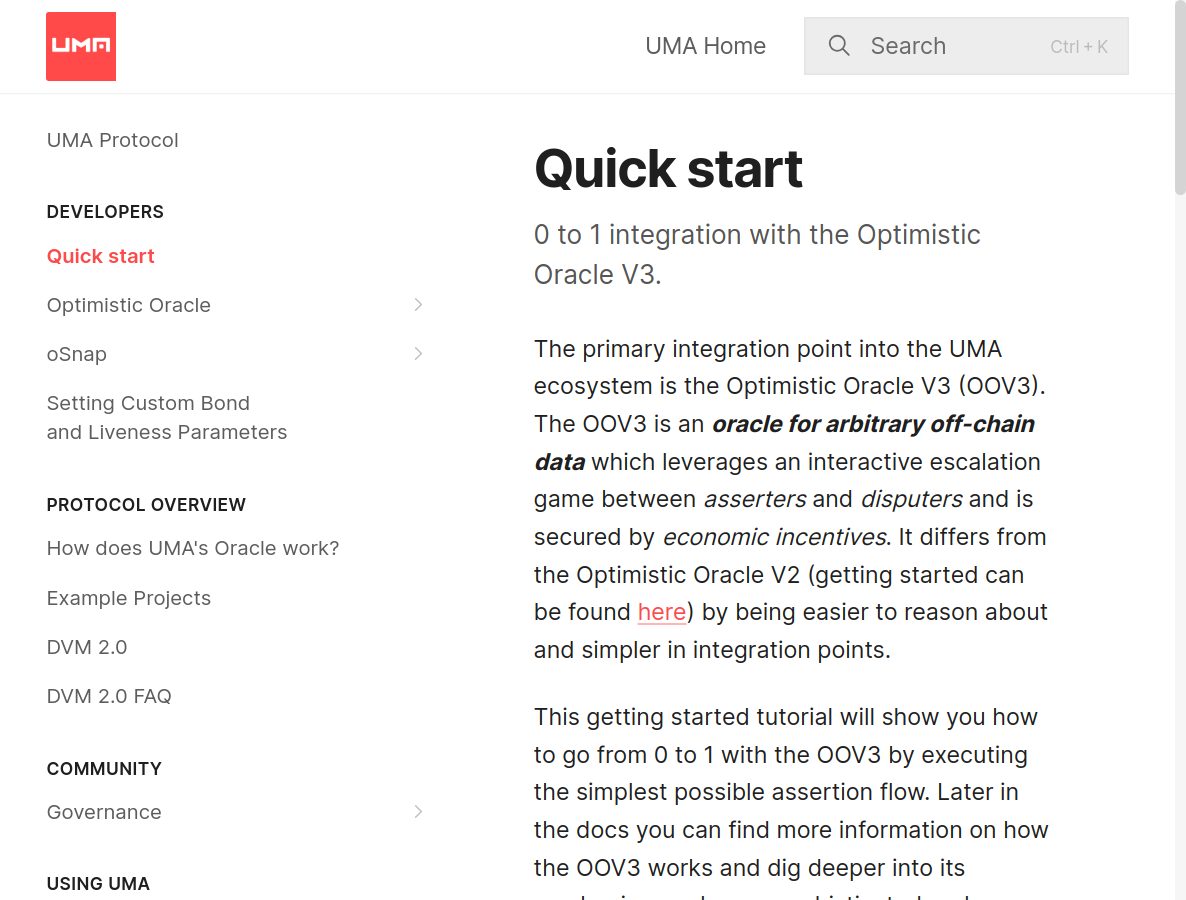 UMA
UMA Home
Search
Ctrl + K
UMA Protocol
DEVELOPERS
Quick start
Optimistic Oracle
oSnap
Setting Custom Bond
and Liveness Parameters
PROTOCOL OVERVIEW
How does UMA's Oracle work?
Example Projects
DVM 2.0
DVM 2.0 FAQ
COMMUNITY
Governance
USING UMA
Quick start
0 to 1 integration with the Optimistic
Oracle V3.
The primary integration point into the UMA
ecosystem is the Optimistic Oracle V3 (OOV3).
The OOV3 is an oracle for arbitrary off-chain
data which leverages an interactive escalation
game between asserters and disputers and is
secured by economic incentives. It differs from
the Optimistic Oracle V2 (getting started can
be found here) by being easier to reason about
and simpler in integration points.
This getting started tutorial will show you how
to go from 0 to 1 with the OOV3 by executing
the simplest possible assertion flow. Later in
the docs you can find more information on how
the OOV3 works and dig deeper into its